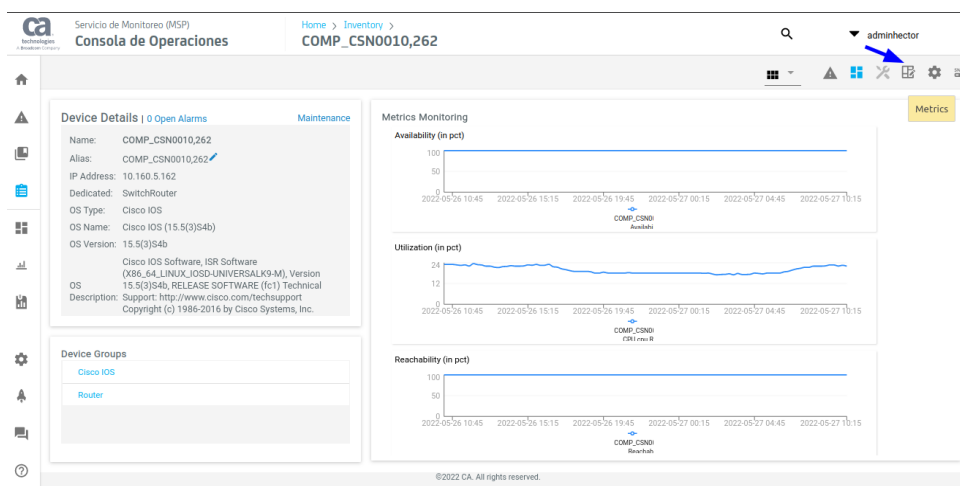 ca
technologies
A Broadcom Company
Servicio de Monitoreo (MSP)
Consola de Operaciones
Home > Inventory >
COMP_CSN0010,262
adminhector
Metrics
Device Details | 0 Open Alarms
Maintenance
Name: COMP_CSN0010,262
Alias: COMP_CSN0010,262
IP Address: 10.160.5.162
Dedicated: SwitchRouter
OS Type: Cisco IOS
OS Name: Cisco IOS (15.5(3)S4b)
OS Version: 15.5(3)S4b
OS Description: Cisco IOS Software, ISR Software
(X86_64_LINUX_IOSD-UNIVERSALK9-M), Version
15.5(3)S4b, RELEASE SOFTWARE (fc1) Technical
Support: http://www.cisco.com/techsupport
Copyright (c) 1986-2016 by Cisco Systems, Inc.
Device Groups
Cisco IOS
Router
Metrics Monitoring
Availability (in pct)
100
50
0
2022-05-26 10:45 2022-05-26 15:15 2022-05-26 19:45 2022-05-27 00:15 2022-05-27 04:45 2022-05-27 10:15
COMP_CSN0
Availabi
Utilization (in pct)
24
12
0
2022-05-26 10:45 2022-05-26 15:15 2022-05-26 19:45 2022-05-27 00:15 2022-05-27 04:45 2022-05-27 10:15
COMP_CSN0
CPU cpu R
Reachability (in pct)
100
50
0
2022-05-26 10:45 2022-05-26 15:15 2022-05-26 19:45 2022-05-27 00:15 2022-05-27 04:45 2022-05-27 10:15
COMP_CSN0
Reachab
©2022 CA. All rights reserved.